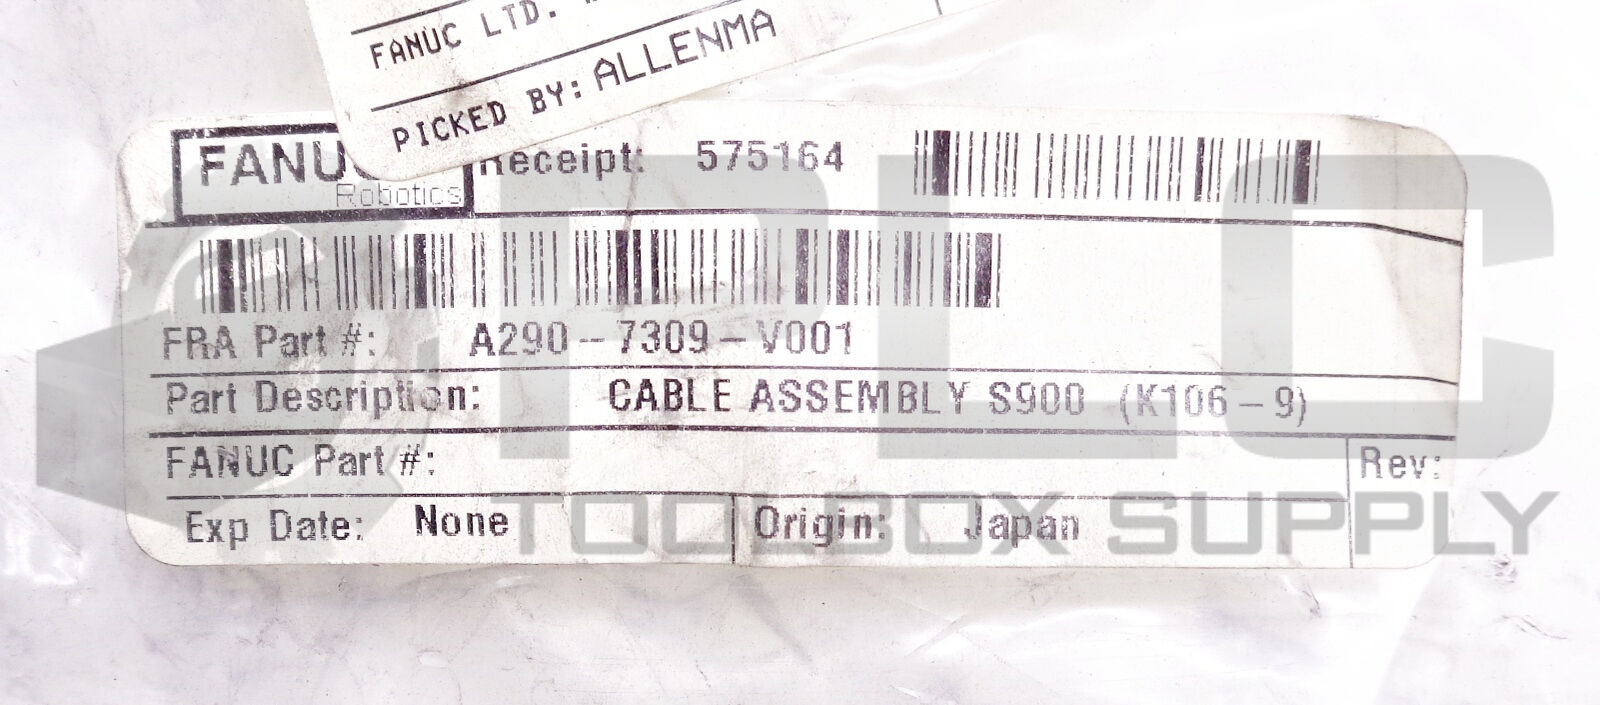 FANUC LTD.
PICKED BY: ALLENMA
FANUC
Robotics
Receipt: 575164
FRA Part #: A290-7309-V001
Part Description: CABLE ASSEMBLY S900 (K106-9)
FANUC Part #:
Rev:
Exp Date: None
Origin: Japan
PLC
TOOLBOX SUPPLY